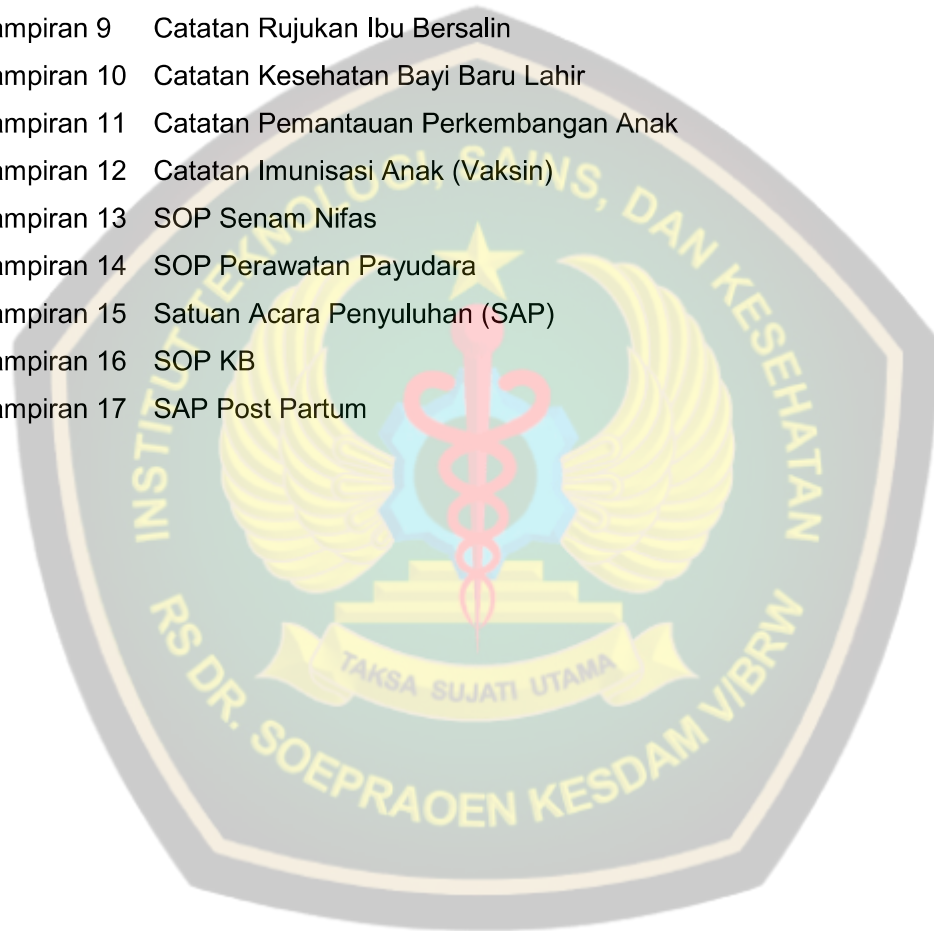 ampiran 9 Catatan Rujukan Ibu Bersalin
ampiran 10 Catatan Kesehatan Bayi Baru Lahir
ampiran 11 Catatan Pemantauan Perkembangan Anak
ampiran 12 Catatan Imunisasi Anak (Vaksin)
ampiran 13 SOP Senam Nifas
ampiran 14 SOP Perawatan Payudara
ampiran 15 Satuan Acara Penyuluhan (SAP)
ampiran 16 SOP KB
ampiran 17 SAP Post Partum
INSTITUT TEKNOLOGI, SAINS, DAN KESEHATAN
TAKSA SUJATI UTAMA
RS DR. SOEPRAOEN KESDAM V/BRW